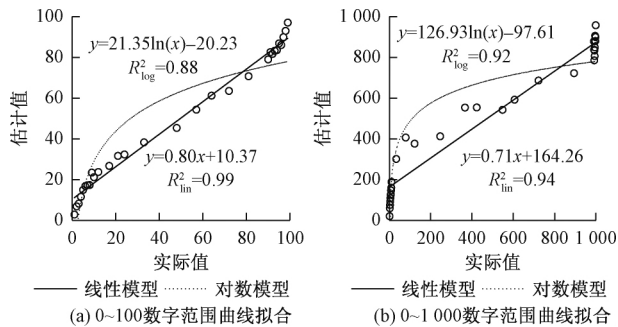 100
80
60
40
20
0
估计值
y=21.35ln(x)–20.23
R²log=0.88
y=0.80x+10.37
R²lin=0.99
0 20 40 60 80 100
实际值
线性模型 对数模型
(a) 0~100数字范围曲线拟合
1 000
800
600
400
200
0
估计值
y=126.93ln(x)–97.61
R²log=0.92
y=0.71x+164.26
R²lin=0.94
0 200 400 600 800 1 000
实际值
线性模型 对数模型
(b) 0~1 000数字范围曲线拟合